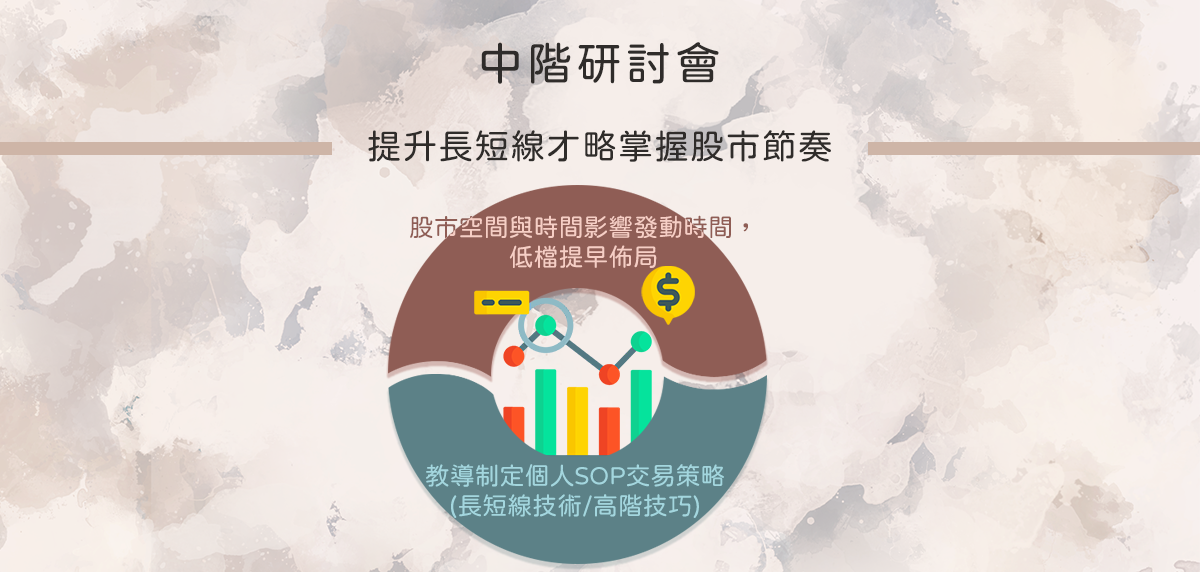 中階研討會
提升長短線才略掌握股市節奏
股市空間與時間影響發動時間，
低檔提早佈局
教導制定個人SOP交易策略
(長短線技術/高階技巧)